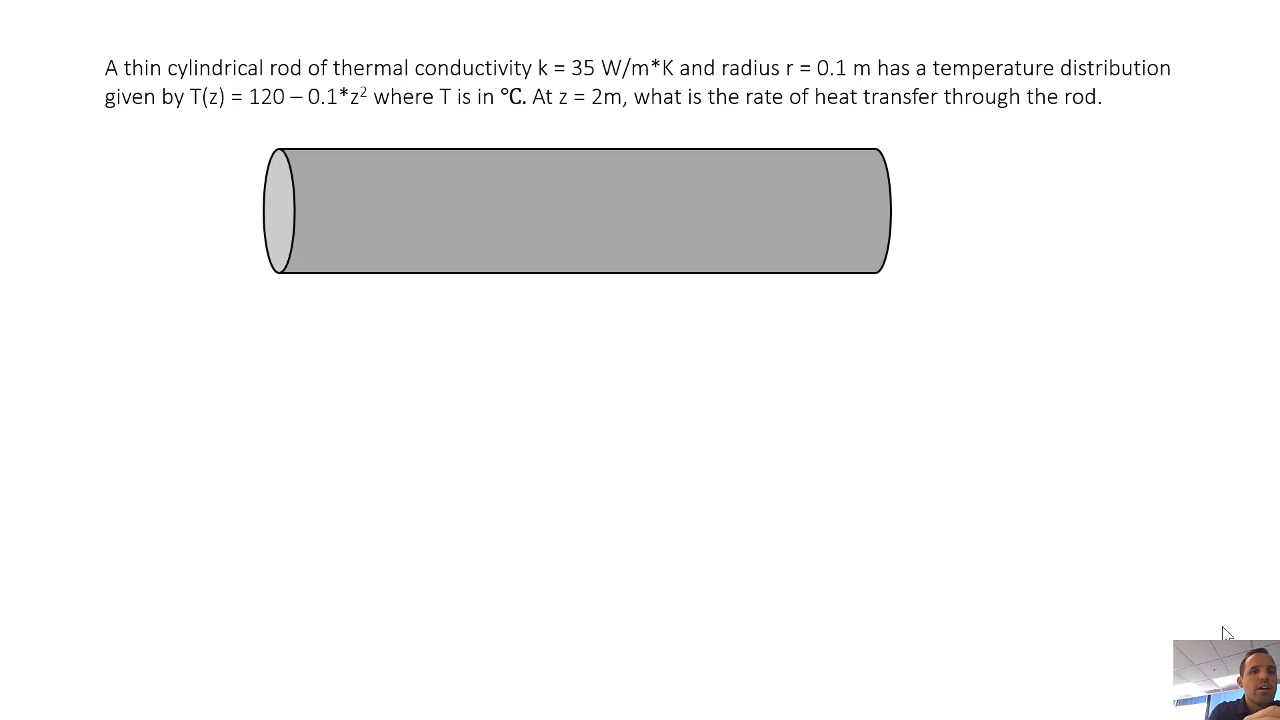 A thin cylindrical rod of thermal conductivity k = 35 W/m*K and radius r = 0.1 m has a temperature distribution
given by T(z) = 120 – 0.1*z² where T is in °C. At z = 2m, what is the rate of heat transfer through the rod.